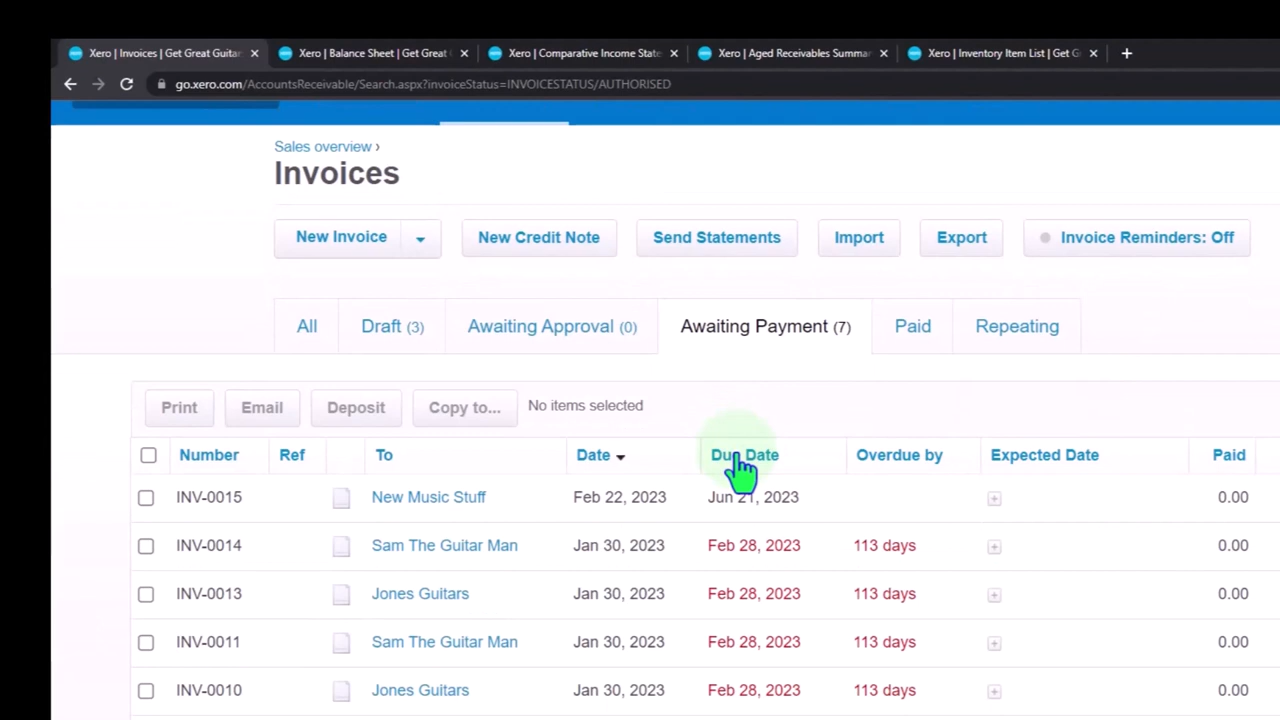 Xero | Invoices | Get Great Guitar
Xero | Balance Sheet | Get Great
Xero | Comparative Income State
Xero | Aged Receivables Summar
Xero | Inventory Item List | Get G
go.xero.com/AccountsReceivable/Search.aspx?invoiceStatus=INVOICESTATUS/AUTHORISED
Sales overview ›
Invoices
New Invoice
New Credit Note
Send Statements
Import
Export
Invoice Reminders: Off
All
Draft (3)
Awaiting Approval (0)
Awaiting Payment (7)
Paid
Repeating
Print
Email
Deposit
Copy to...
No items selected
Number Ref To Date Due Date Overdue by Expected Date Paid
INV-0015 New Music Stuff Feb 22, 2023 Jun 21, 2023 0.00
INV-0014 Sam The Guitar Man Jan 30, 2023 Feb 28, 2023 113 days 0.00
INV-0013 Jones Guitars Jan 30, 2023 Feb 28, 2023 113 days 0.00
INV-0011 Sam The Guitar Man Jan 30, 2023 Feb 28, 2023 113 days 0.00
INV-0010 Jones Guitars Jan 30, 2023 Feb 28, 2023 113 days 0.00